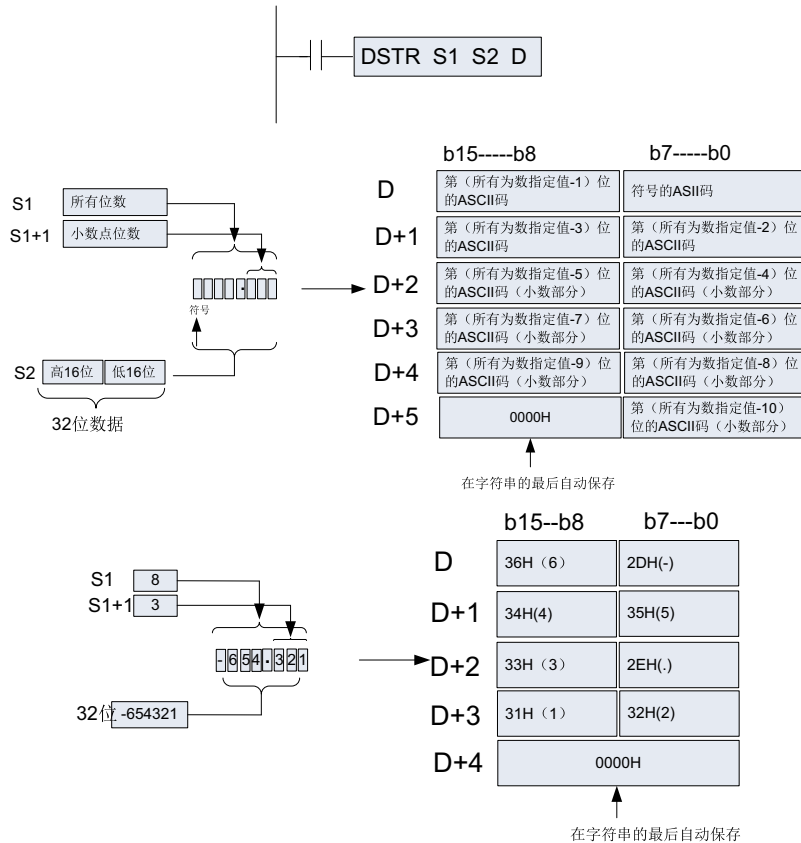 DSTR S1 S2 D
b15-----b8
b7-----b0
S1
所有位数
S1+1
小数点位数
符号
S2
高16位
低16位
32位数据
D
第（所有为数指定值-1）位
的ASCII码
符号的ASII码
D+1
第（所有为数指定值-3）位
的ASCII码
第（所有为数指定值-2）位
的ASCII码
D+2
第（所有为数指定值-5）位
的ASCII码（小数部分）
第（所有为数指定值-4）位
的ASCII码（小数部分）
D+3
第（所有为数指定值-7）位
的ASCII码（小数部分）
第（所有为数指定值-6）位
的ASCII码（小数部分）
D+4
第（所有为数指定值-9）位
的ASCII码（小数部分）
第（所有为数指定值-8）位
的ASCII码（小数部分）
D+5
0000H
第（所有为数指定值-10）
位的ASCII码（小数部分）
在字符串的最后自动保存
b15--b8
b7---b0
S1
8
S1+1
3
-654.321
32位
-654321
D
36H（6）
2DH(-)
D+1
34H(4)
35H(5)
D+2
33H（3）
2EH(.)
D+3
31H（1）
32H(2)
D+4
0000H
在字符串的最后自动保存